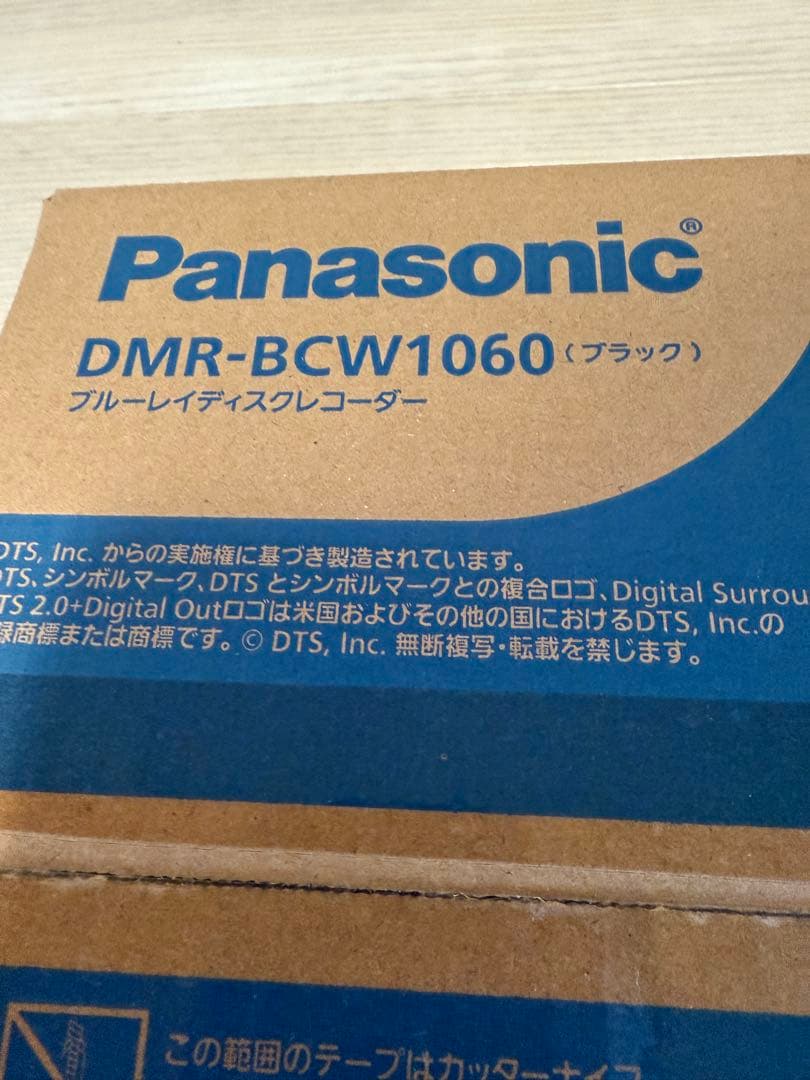 Panasonic®
DMR-BCW1060（ブラック）
ブルーレイディスクレコーダー
DTS, Inc. からの実施権に基づき製造されています。
DTS、シンボルマーク、DTS とシンボルマークとの複合ロゴ、Digital Surrou
TS 2.0+Digital Outロゴは米国およびその他の国におけるDTS, Inc.の
録商標または商標です。© DTS, Inc. 無断複写・転載を禁じます。
この範囲のテープはカッターナイフ